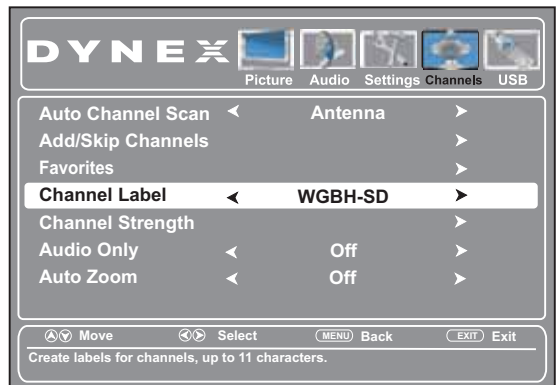 DYNEX
Picture Audio Settings Channels USB
Auto Channel Scan Antenna
Add/Skip Channels
Favorites
Channel Label WGBH-SD
Channel Strength
Audio Only Off
Auto Zoom Off
Move Select MENU Back EXIT Exit
Create labels for channels, up to 11 characters.